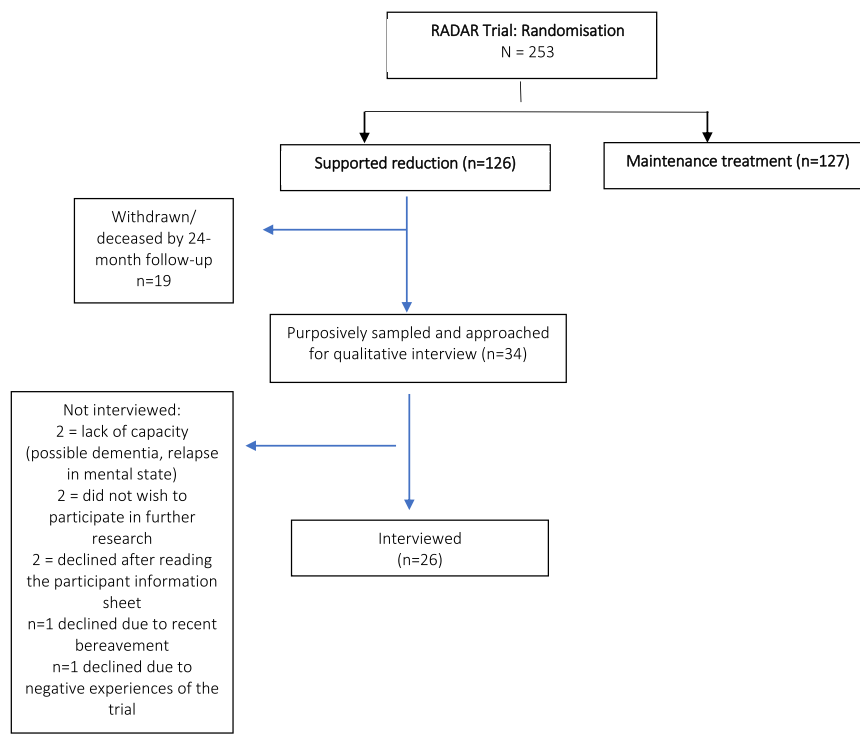 RADAR Trial: Randomisation
N = 253
Supported reduction (n=126)
Maintenance treatment (n=127)
Withdrawn/
deceased by 24-
month follow-up
n=19
Purposively sampled and approached
for qualitative interview (n=34)
Not interviewed:
2 = lack of capacity
(possible dementia, relapse
in mental state)
2 = did not wish to
participate in further
research
2 = declined after reading
the participant information
sheet
n=1 declined due to recent
bereavement
n=1 declined due to
negative experiences of the
trial
Interviewed
(n=26)